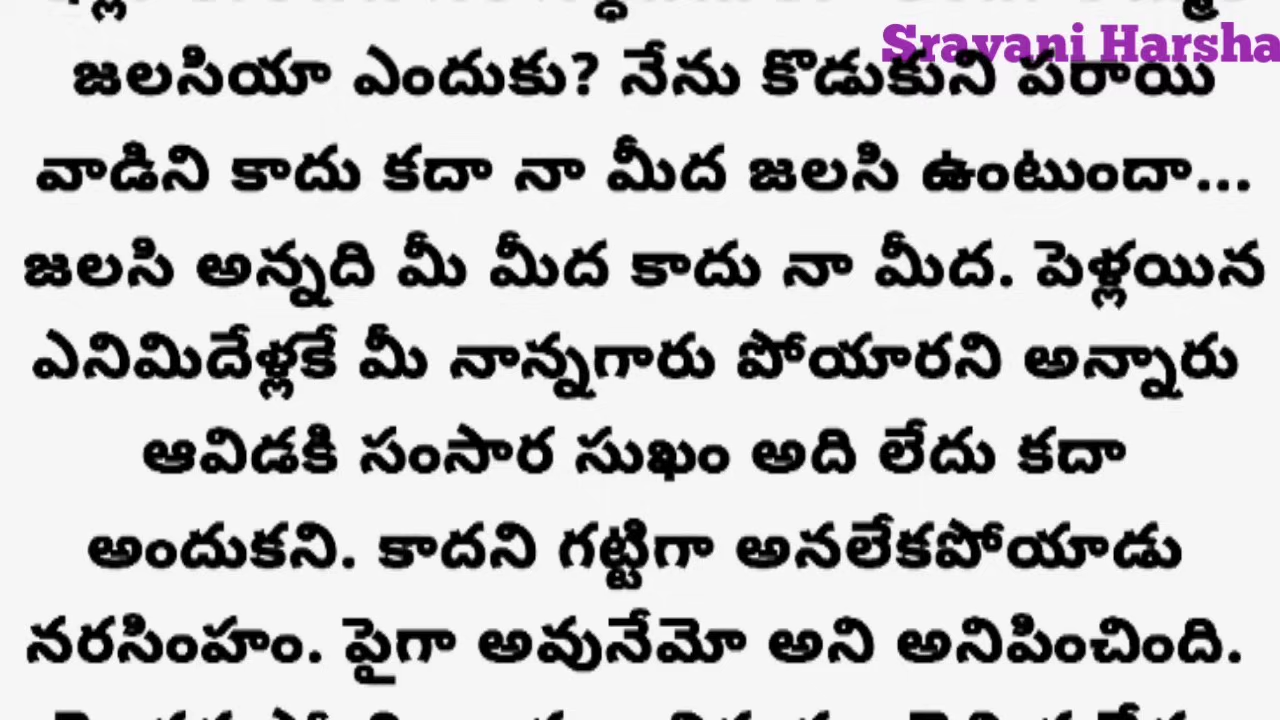 Sravani Harsha
జలసియా ఎందుకు? నేను కొడుకుని పరాయి
వాడిని కాదు కదా నా మీద జలసి ఉంటుందా...
జలసి అన్నది మీ మీద కాదు నా మీద. పెళ్లయిన
ఎనిమిదేళ్లకే మీ నాన్నగారు పోయారని అన్నారు
ఆవిడకి సంసార సుఖం అది లేదు కదా
అందుకని. కాదని గట్టిగా అనలేకపోయాడు
నరసింహం. పైగా అవునేమో అని అనిపించింది.